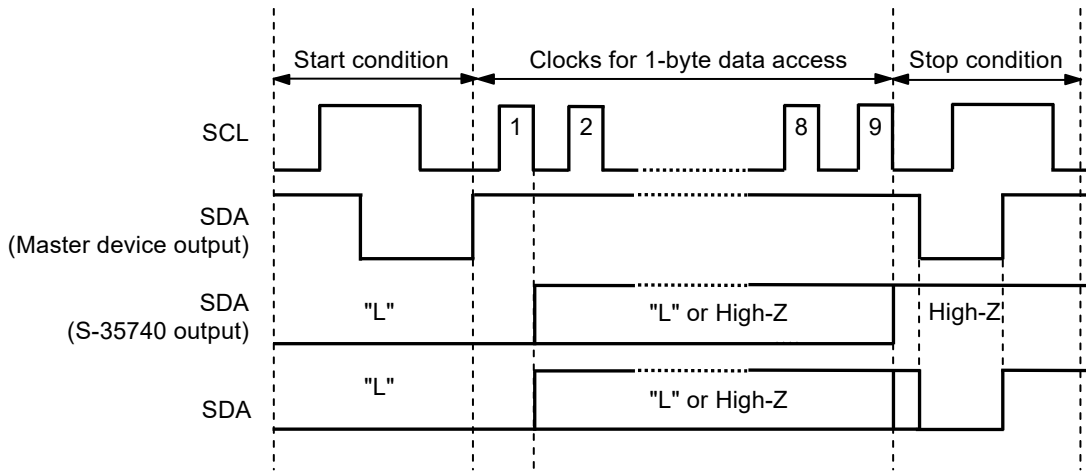 Start condition
Clocks for 1-byte data access
Stop condition
SCL
1
2
8
9
SDA
(Master device output)
SDA
(S-35740 output)
"L"
"L" or High-Z
High-Z
SDA
"L"
"L" or High-Z